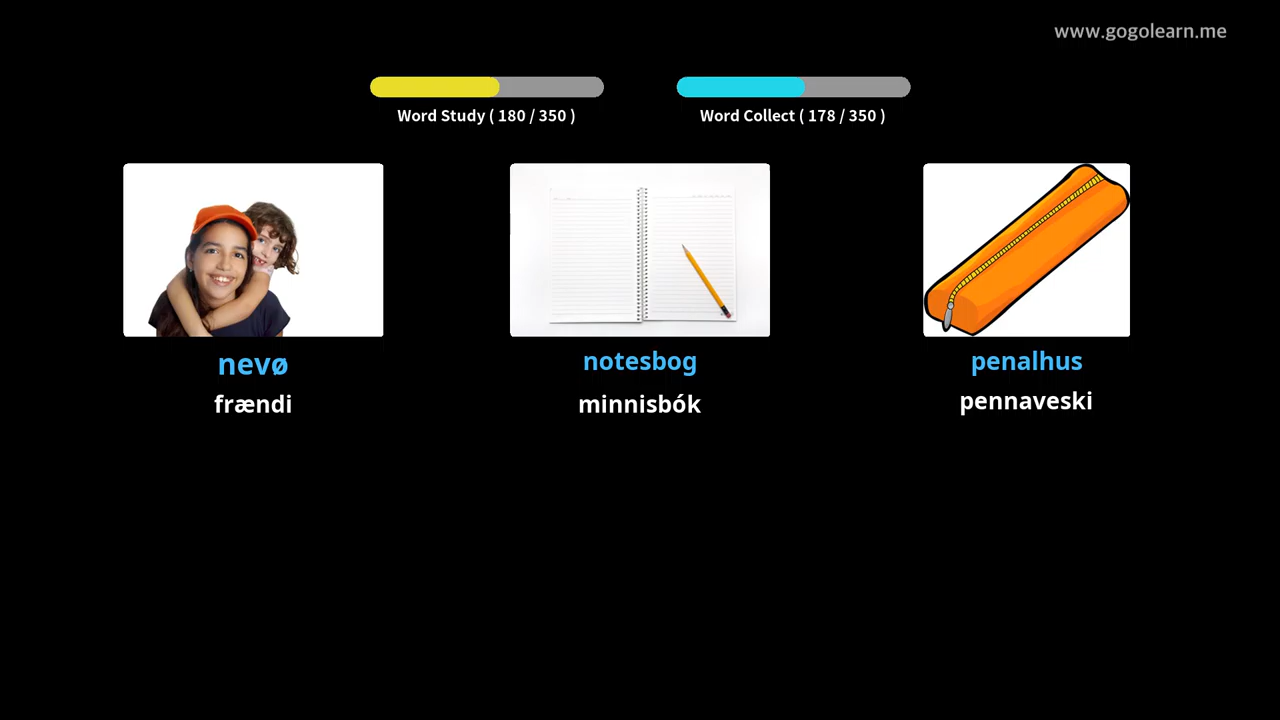 www.gogolearn.me
Word Study ( 180 / 350 )
Word Collect ( 178 / 350 )
nevø
notesbog
penalhus
frændi
minnisbók
pennaveski